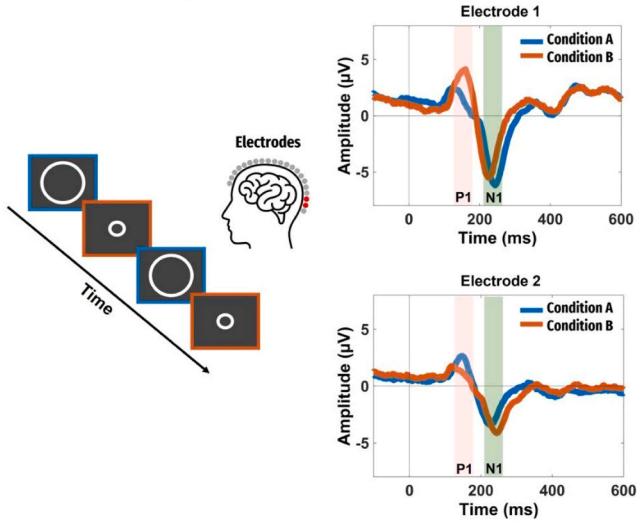 Electrodes
Time
Electrode 1
Amplitude (µV)
5
0
-5
Condition A
Condition B
P1
N1
0
200
400
600
Time (ms)
Electrode 2
Amplitude (µV)
5
0
-5
Condition A
Condition B
P1
N1
0
200
400
600
Time (ms)